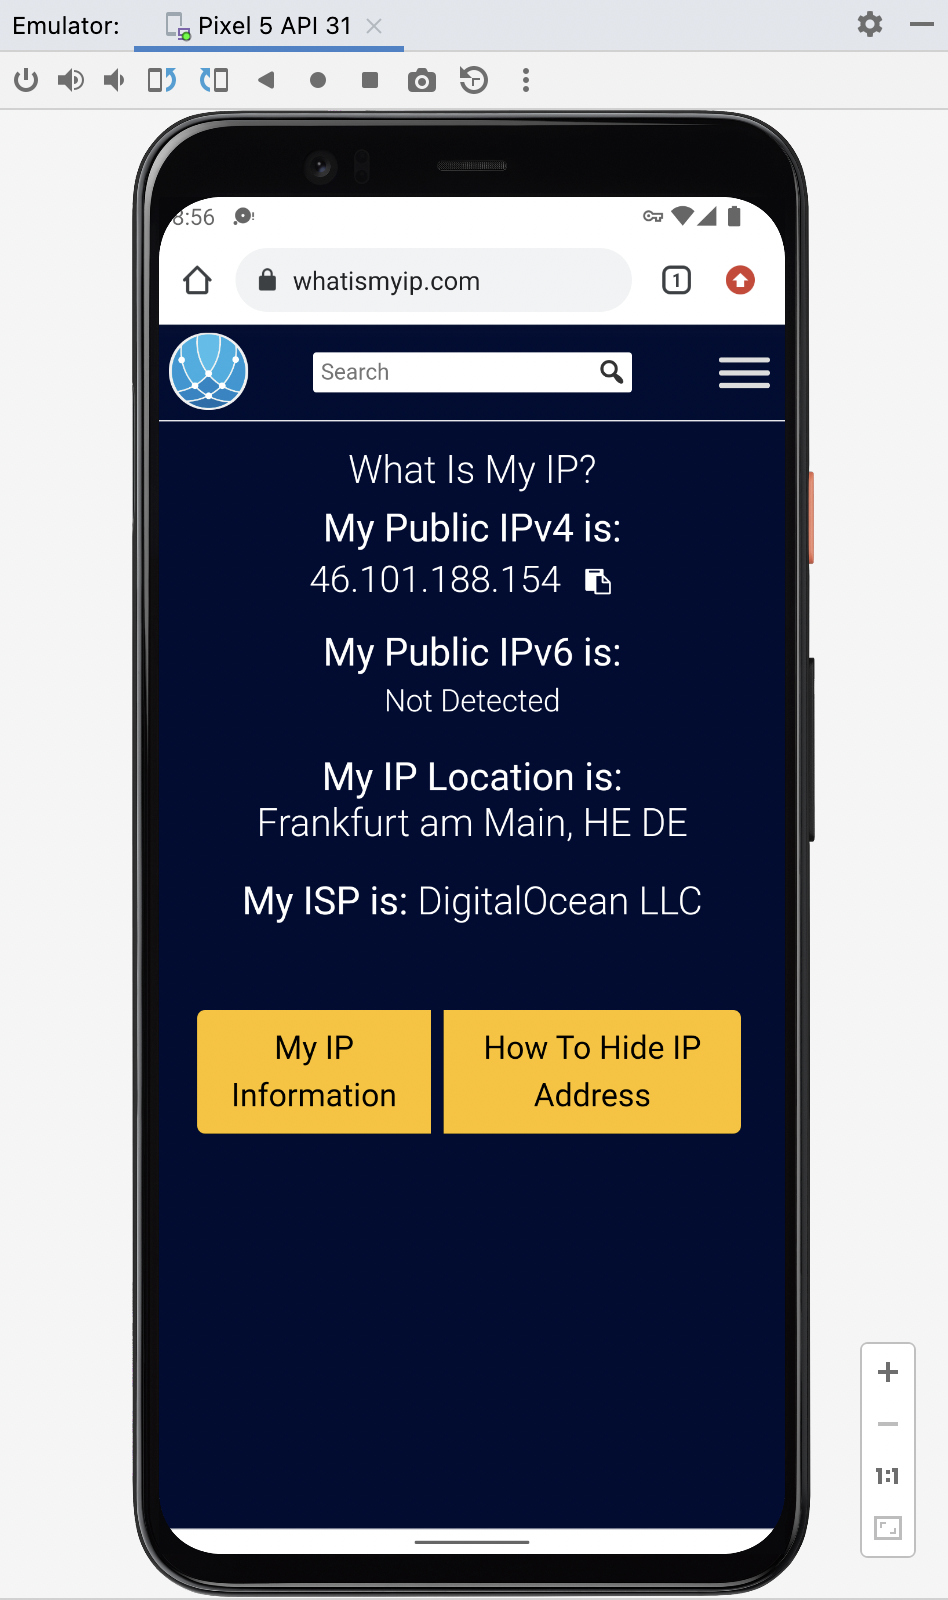 Emulator: Pixel 5 API 31
8:56
whatismyip.com
1
Search
What Is My IP?
My Public IPv4 is:
46.101.188.154
My Public IPv6 is:
Not Detected
My IP Location is:
Frankfurt am Main, HE DE
My ISP is: DigitalOcean LLC
My IP
Information
How To Hide IP
Address
1:1